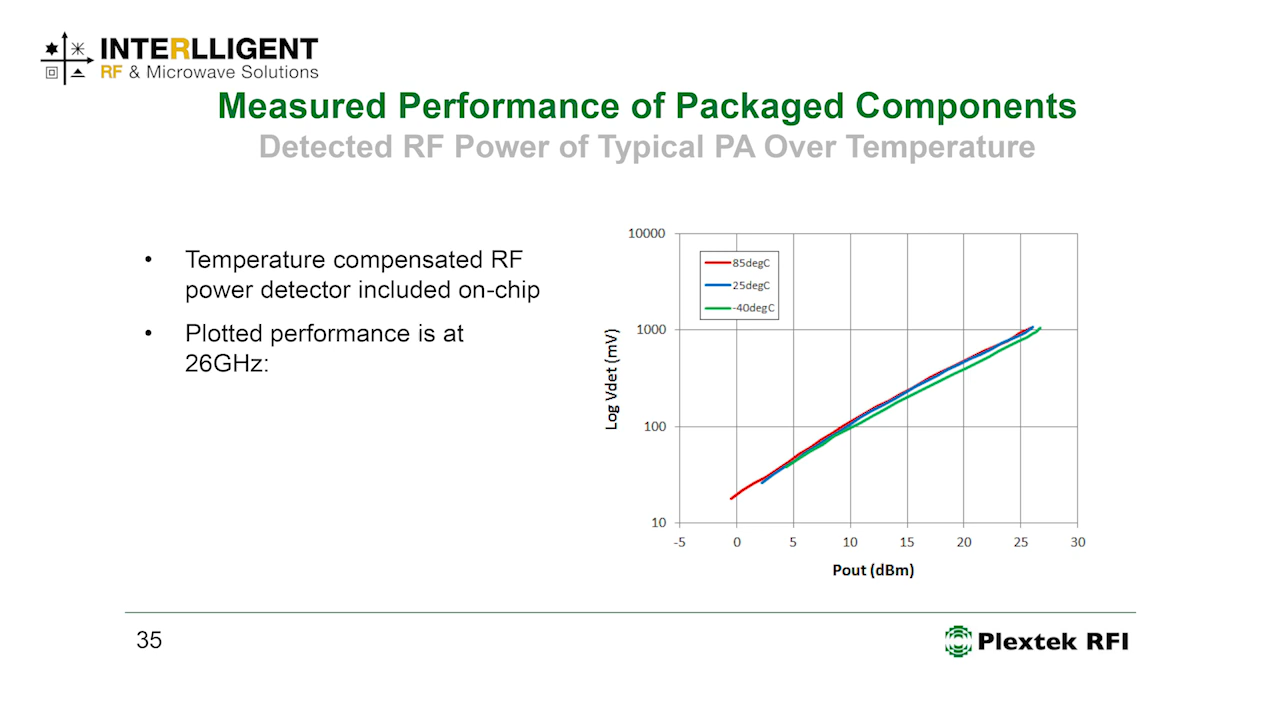 INTERLLIGENT
RF & Microwave Solutions
Measured Performance of Packaged Components
Detected RF Power of Typical PA Over Temperature
• Temperature compensated RF
power detector included on-chip
• Plotted performance is at
26GHz:
10000
1000
100
10
Log Vdet (mV)
85degC
25degC
-40degC
-5 0 5 10 15 20 25 30
Pout (dBm)
35
Plextek RFI